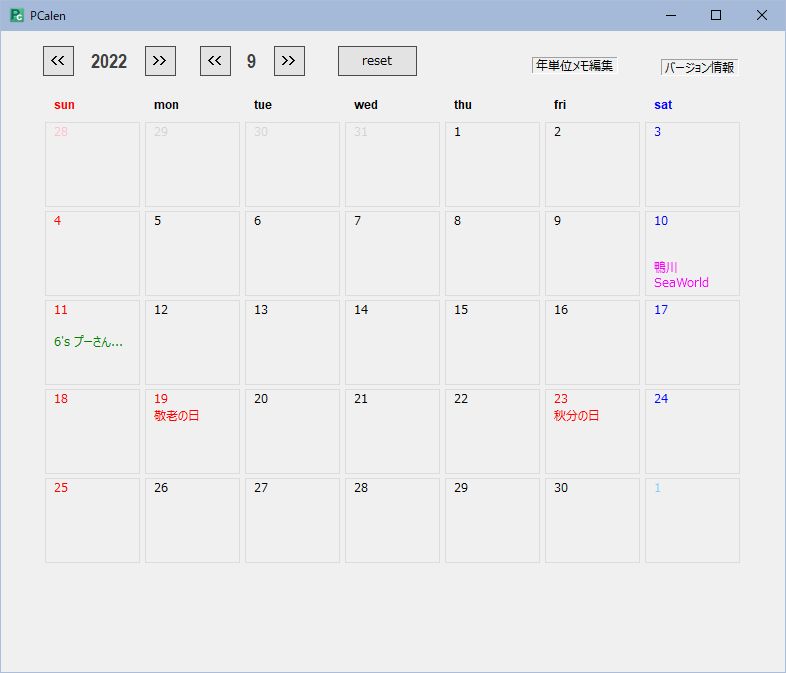 PCalen
<< 2022 >> << 9 >> reset 年単位メモ編集 バージョン情報
sun mon tue wed thu fri sat
28 29 30 31 1 2 3
4 5 6 7 8 9 10
鴨川
SeaWorld
11 12 13 14 15 16 17
6's プーさん...
18 19 20 21 22 23 24
敬老の日 秋分の日
25 26 27 28 29 30 1